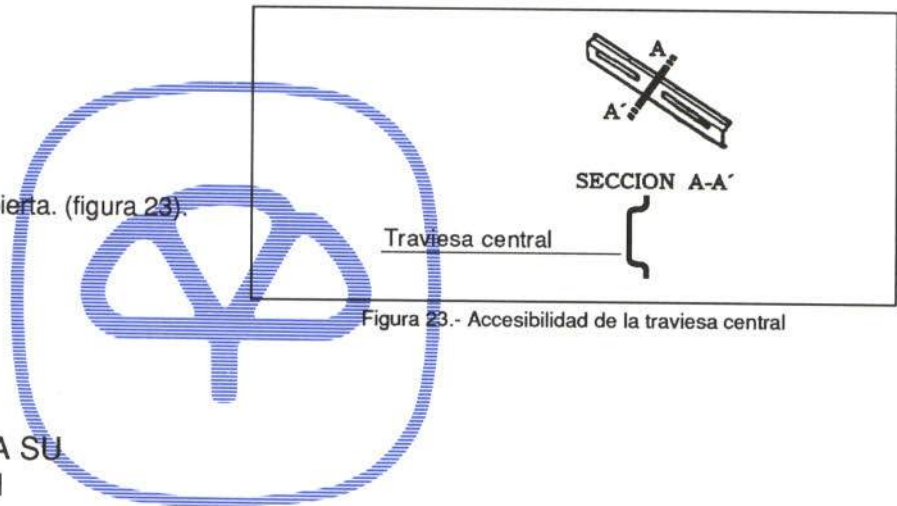 A
A´
SECCION A-A´
ierta. (figura 23).
Traviesa central
Figura 23.- Accesibilidad de la traviesa central
A SU